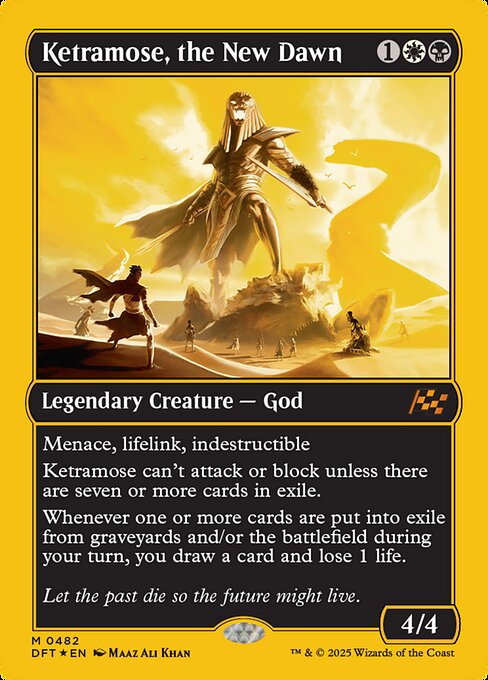 Ketramose, the New Dawn 1
Legendary Creature — God
Menace, lifelink, indestructible
Ketramose can't attack or block unless there
are seven or more cards in exile.
Whenever one or more cards are put into exile
from graveyards and/or the battlefield during
your turn, you draw a card and lose 1 life.
Let the past die so the future might live.
4/4
M 0482
DFT★EN Maaz Ali Khan
™ & © 2025 Wizards of the Coast